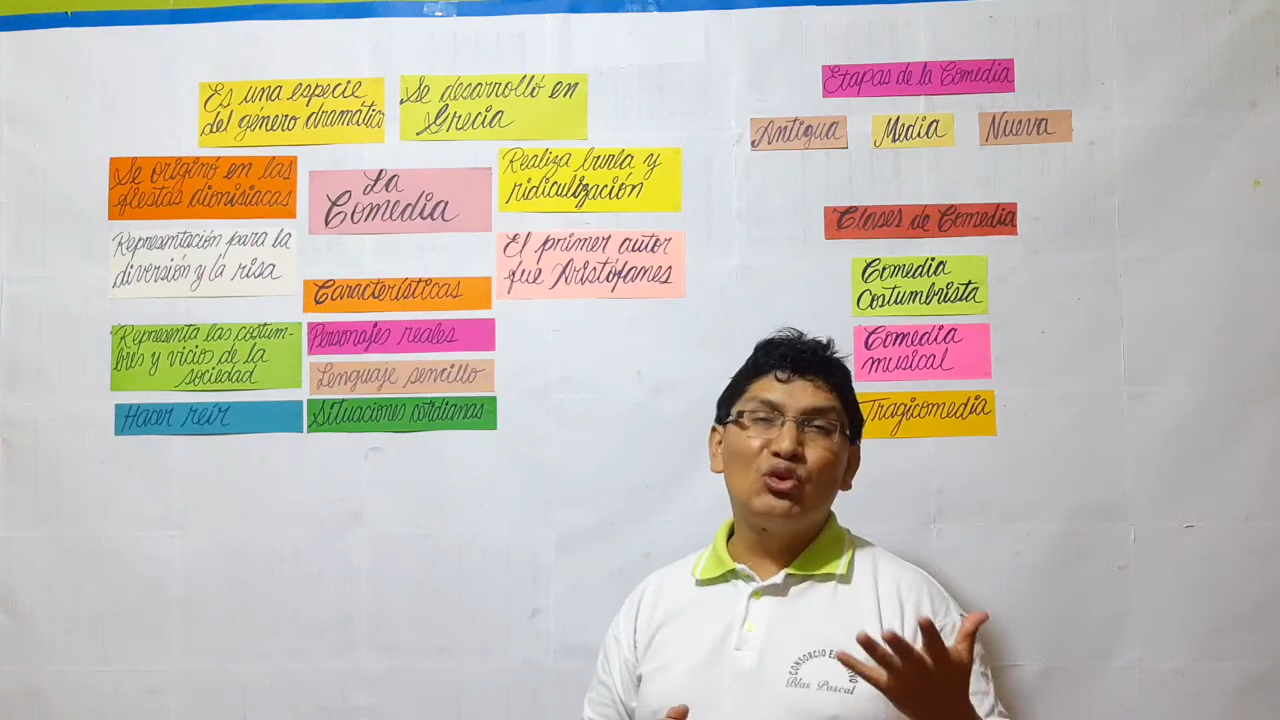 Es una especie
del género dramático
Se desarrolló en
Grecia
Se originó en las
fiestas dionisiacas
La
Comedia
Realiza burla y
ridiculización
Representación para la
diversión y la risa
El primer autor
fue Aristófanes
Características
Representa las costum-
bres y vicios de la
sociedad
Personajes reales
Lenguaje sencillo
Hacer reír
Situaciones cotidianas
Etapas de la Comedia
Antigua
Media
Nueva
Clases de Comedia
Comedia
Costumbrista
Comedia
musical
Tragicomedia
CONSORCIO
Blas Pascal